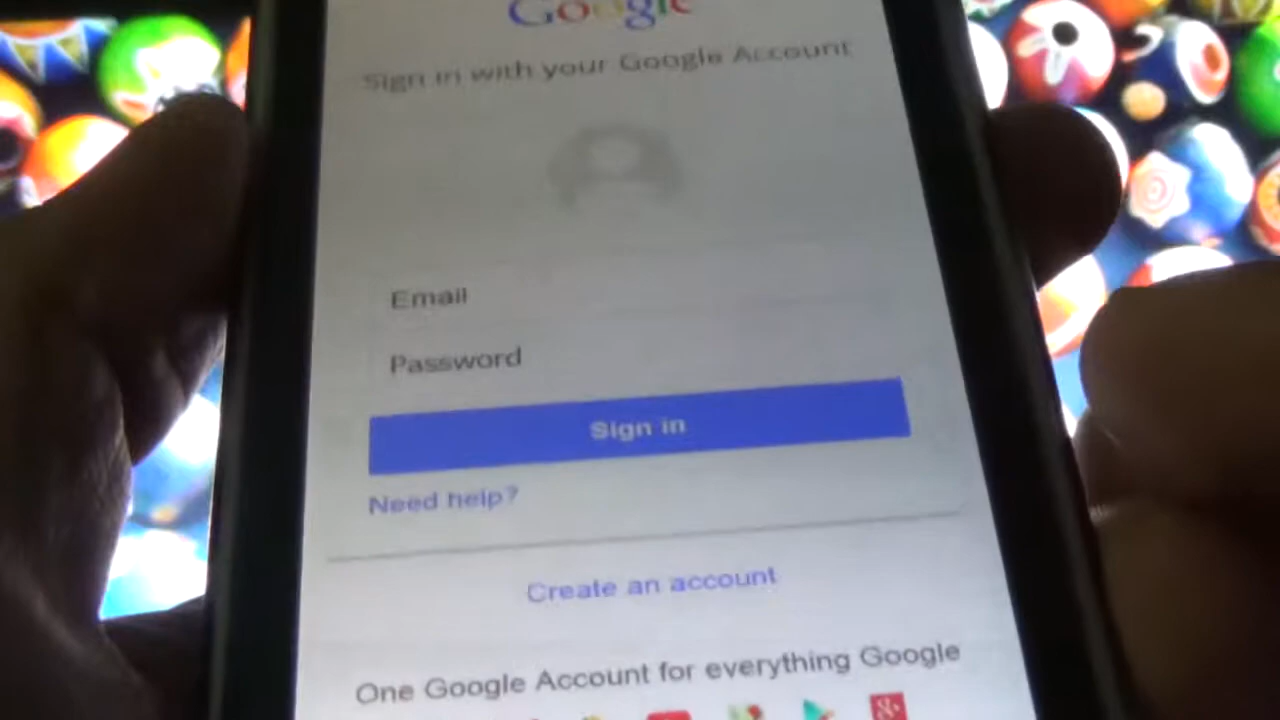 Google
Sign in with your Google Account
Email
Password
Sign in
Need help?
Create an account
One Google Account for everything Google